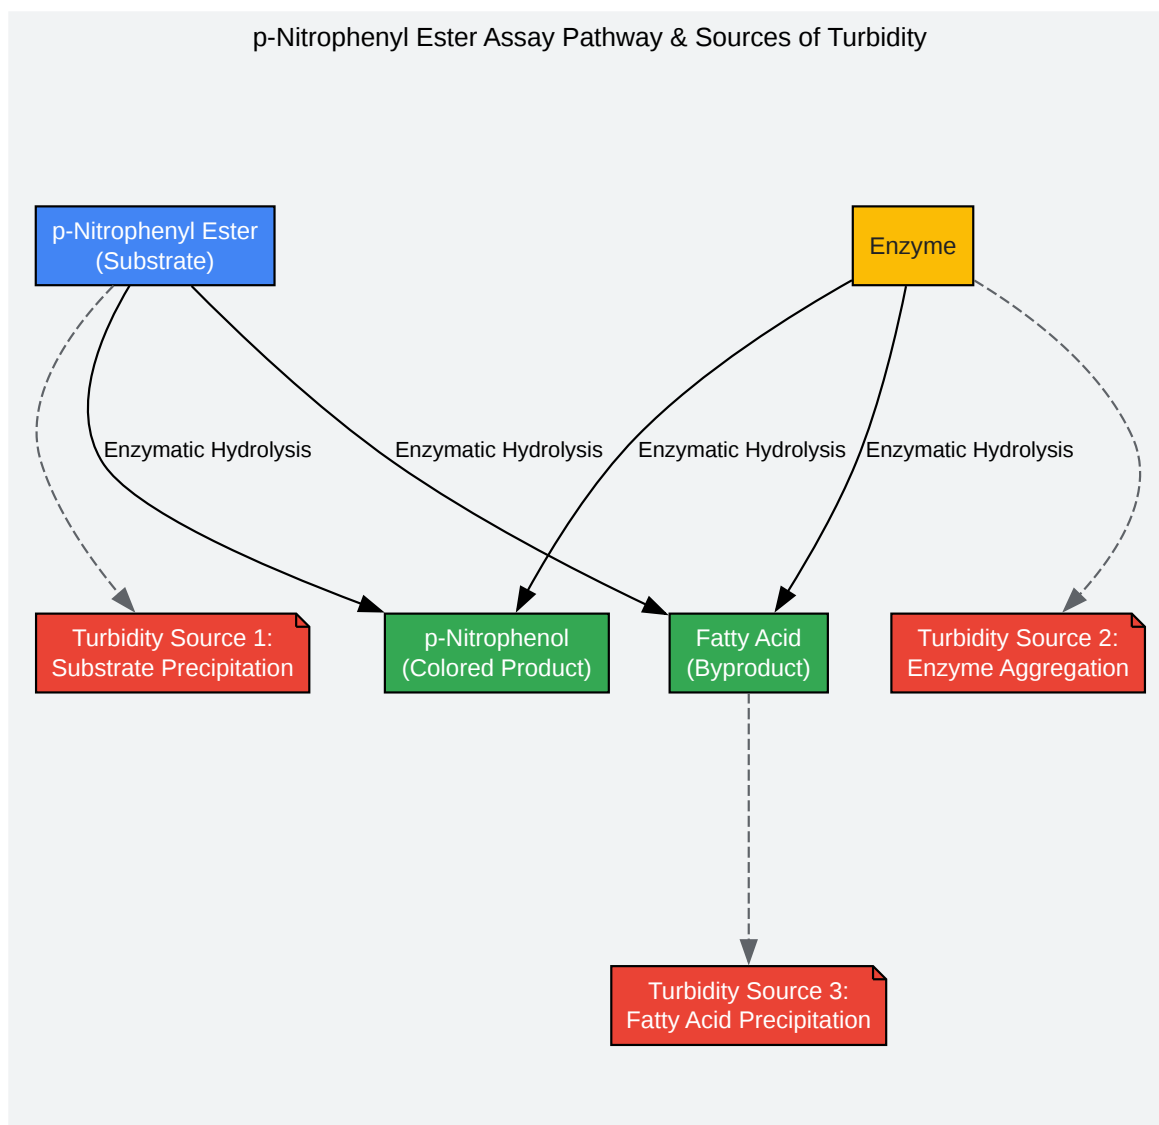 p-Nitrophenyl Ester Assay Pathway & Sources of Turbidity
p-Nitrophenyl Ester
(Substrate)
Enzyme
Enzymatic Hydrolysis
Enzymatic Hydrolysis
Enzymatic Hydrolysis
Enzymatic Hydrolysis
Turbidity Source 1:
Substrate Precipitation
p-Nitrophenol
(Colored Product)
Fatty Acid
(Byproduct)
Turbidity Source 2:
Enzyme Aggregation
Turbidity Source 3:
Fatty Acid Precipitation